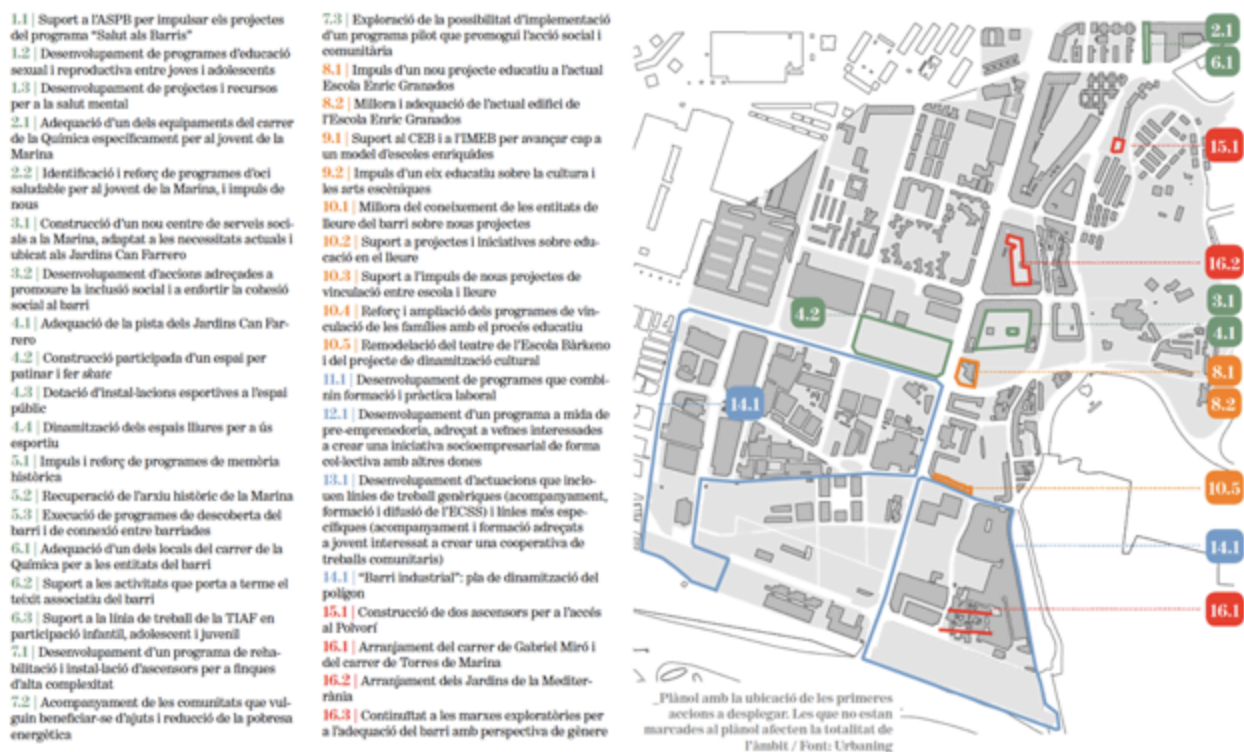 1.1 | Suport a l'ASPB per impulsar els projectes
del programa "Salut als Barris"
1.2 | Desenvolupament de programes d'educació
sexual i reproductiva entre joves i adolescents
1.3 | Desenvolupament de projectes i recursos
per a la salut mental
2.1 | Adequació d'un dels equipaments del carrer
de la Química específicament per al jovent de la
Marina
2.2 | Identificació i reforç de programes d'oci
saludable per al jovent de la Marina, i impuls de
nous
3.1 | Construcció d'un nou centre de serveis soci-
als a la Marina, adaptat a les necessitats actuals i
ubicat als Jardins Can Farrero
3.2 | Desenvolupament d'accions adreçades a
promoure la inclusió social i a enfortir la cohesió
social al barri
4.1 | Adequació de la pista dels Jardins Can Far-
rero
4.2 | Construcció participada d'un espai per
patinar i fer skate
4.3 | Dotació d'instal·lacions esportives a l'espai
públic
4.4 | Dinamització dels espais lliures per a ús
esportiu
5.1 | Impuls i reforç de programes de memòria
històrica
5.2 | Recuperació de l'arxiu històric de la Marina
5.3 | Execució de programes de descoberta del
barri i de connexió entre barriades
6.1 | Adequació d'un dels locals del carrer de la
Química per a les entitats del barri
6.2 | Suport a les activitats que porta a terme el
teixit associatiu del barri
6.3 | Suport a la línia de treball de la TIAF en
participació infantil, adolescent i juvenil
7.1 | Desenvolupament d'un programa de reha-
bilitació i instal·lació d'ascensors per a finques
d'alta complexitat
7.2 | Acompanyament de les comunitats que vul-
guin beneficiar-se d'ajuts i reducció de la pobresa
energètica
7.3 | Exploració de la possibilitat d'implementació
d'un programa pilot que promogui l'acció social i
comunitària
8.1 | Impuls d'un nou projecte educatiu a l'actual
Escola Enric Granados
8.2 | Millora i adequació de l'actual edifici de
l'Escola Enric Granados
9.1 | Suport al CEB i a l'IMEB per avançar cap a
un model d'escoles enriquides
9.2 | Impuls d'un eix educatiu sobre la cultura i
les arts escèniques
10.1 | Millora del coneixement de les entitats de
lleure del barri sobre nous projectes
10.2 | Suport a projectes i iniciatives sobre edu-
cació en el lleure
10.3 | Suport a l'impuls de nous projectes de
vinculació entre escola i lleure
10.4 | Reforç i ampliació dels programes de vin-
culació de les famílies amb el procés educatiu
10.5 | Remodelació del teatre de l'Escola Bàrkeno
i del projecte de dinamització cultural
11.1 | Desenvolupament de programes que combi-
nin formació i pràctica laboral
12.1 | Desenvolupament d'un programa a mida de
pre-emprenedoria, adreçat a veïnes interessades
a crear una iniciativa socioempresarial de forma
col·lectiva amb altres dones
13.1 | Desenvolupament d'actuacions que inclo-
uen línies de treball genèriques (acompanyament,
formació i difusió de l'ECSS) i línies més espe-
cífiques (acompanyament i formació adreçats
a jovent interessat a crear una cooperativa de
treballs comunitaris)
14.1 | "Barri industrial": pla de dinamització del
polígon
15.1 | Construcció de dos ascensors per a l'accés
al Polvorí
16.1 | Arranjament del carrer de Gabriel Miró i
del carrer de Torres de Marina
16.2 | Arranjament dels Jardins de la Mediter-
rània
16.3 | Continuïtat a les marxes exploratòries per
a l'adequació del barri amb perspectiva de gènere
2.1
6.1
15.1
16.2
3.1
4.2
4.1
8.1
14.1
8.2
10.5
14.1
16.1
_Plànol amb la ubicació de les primeres
accions a desplegar. Les que no estan
marcades al plànol afecten la totalitat de
l'àmbit / Font: Urbaning